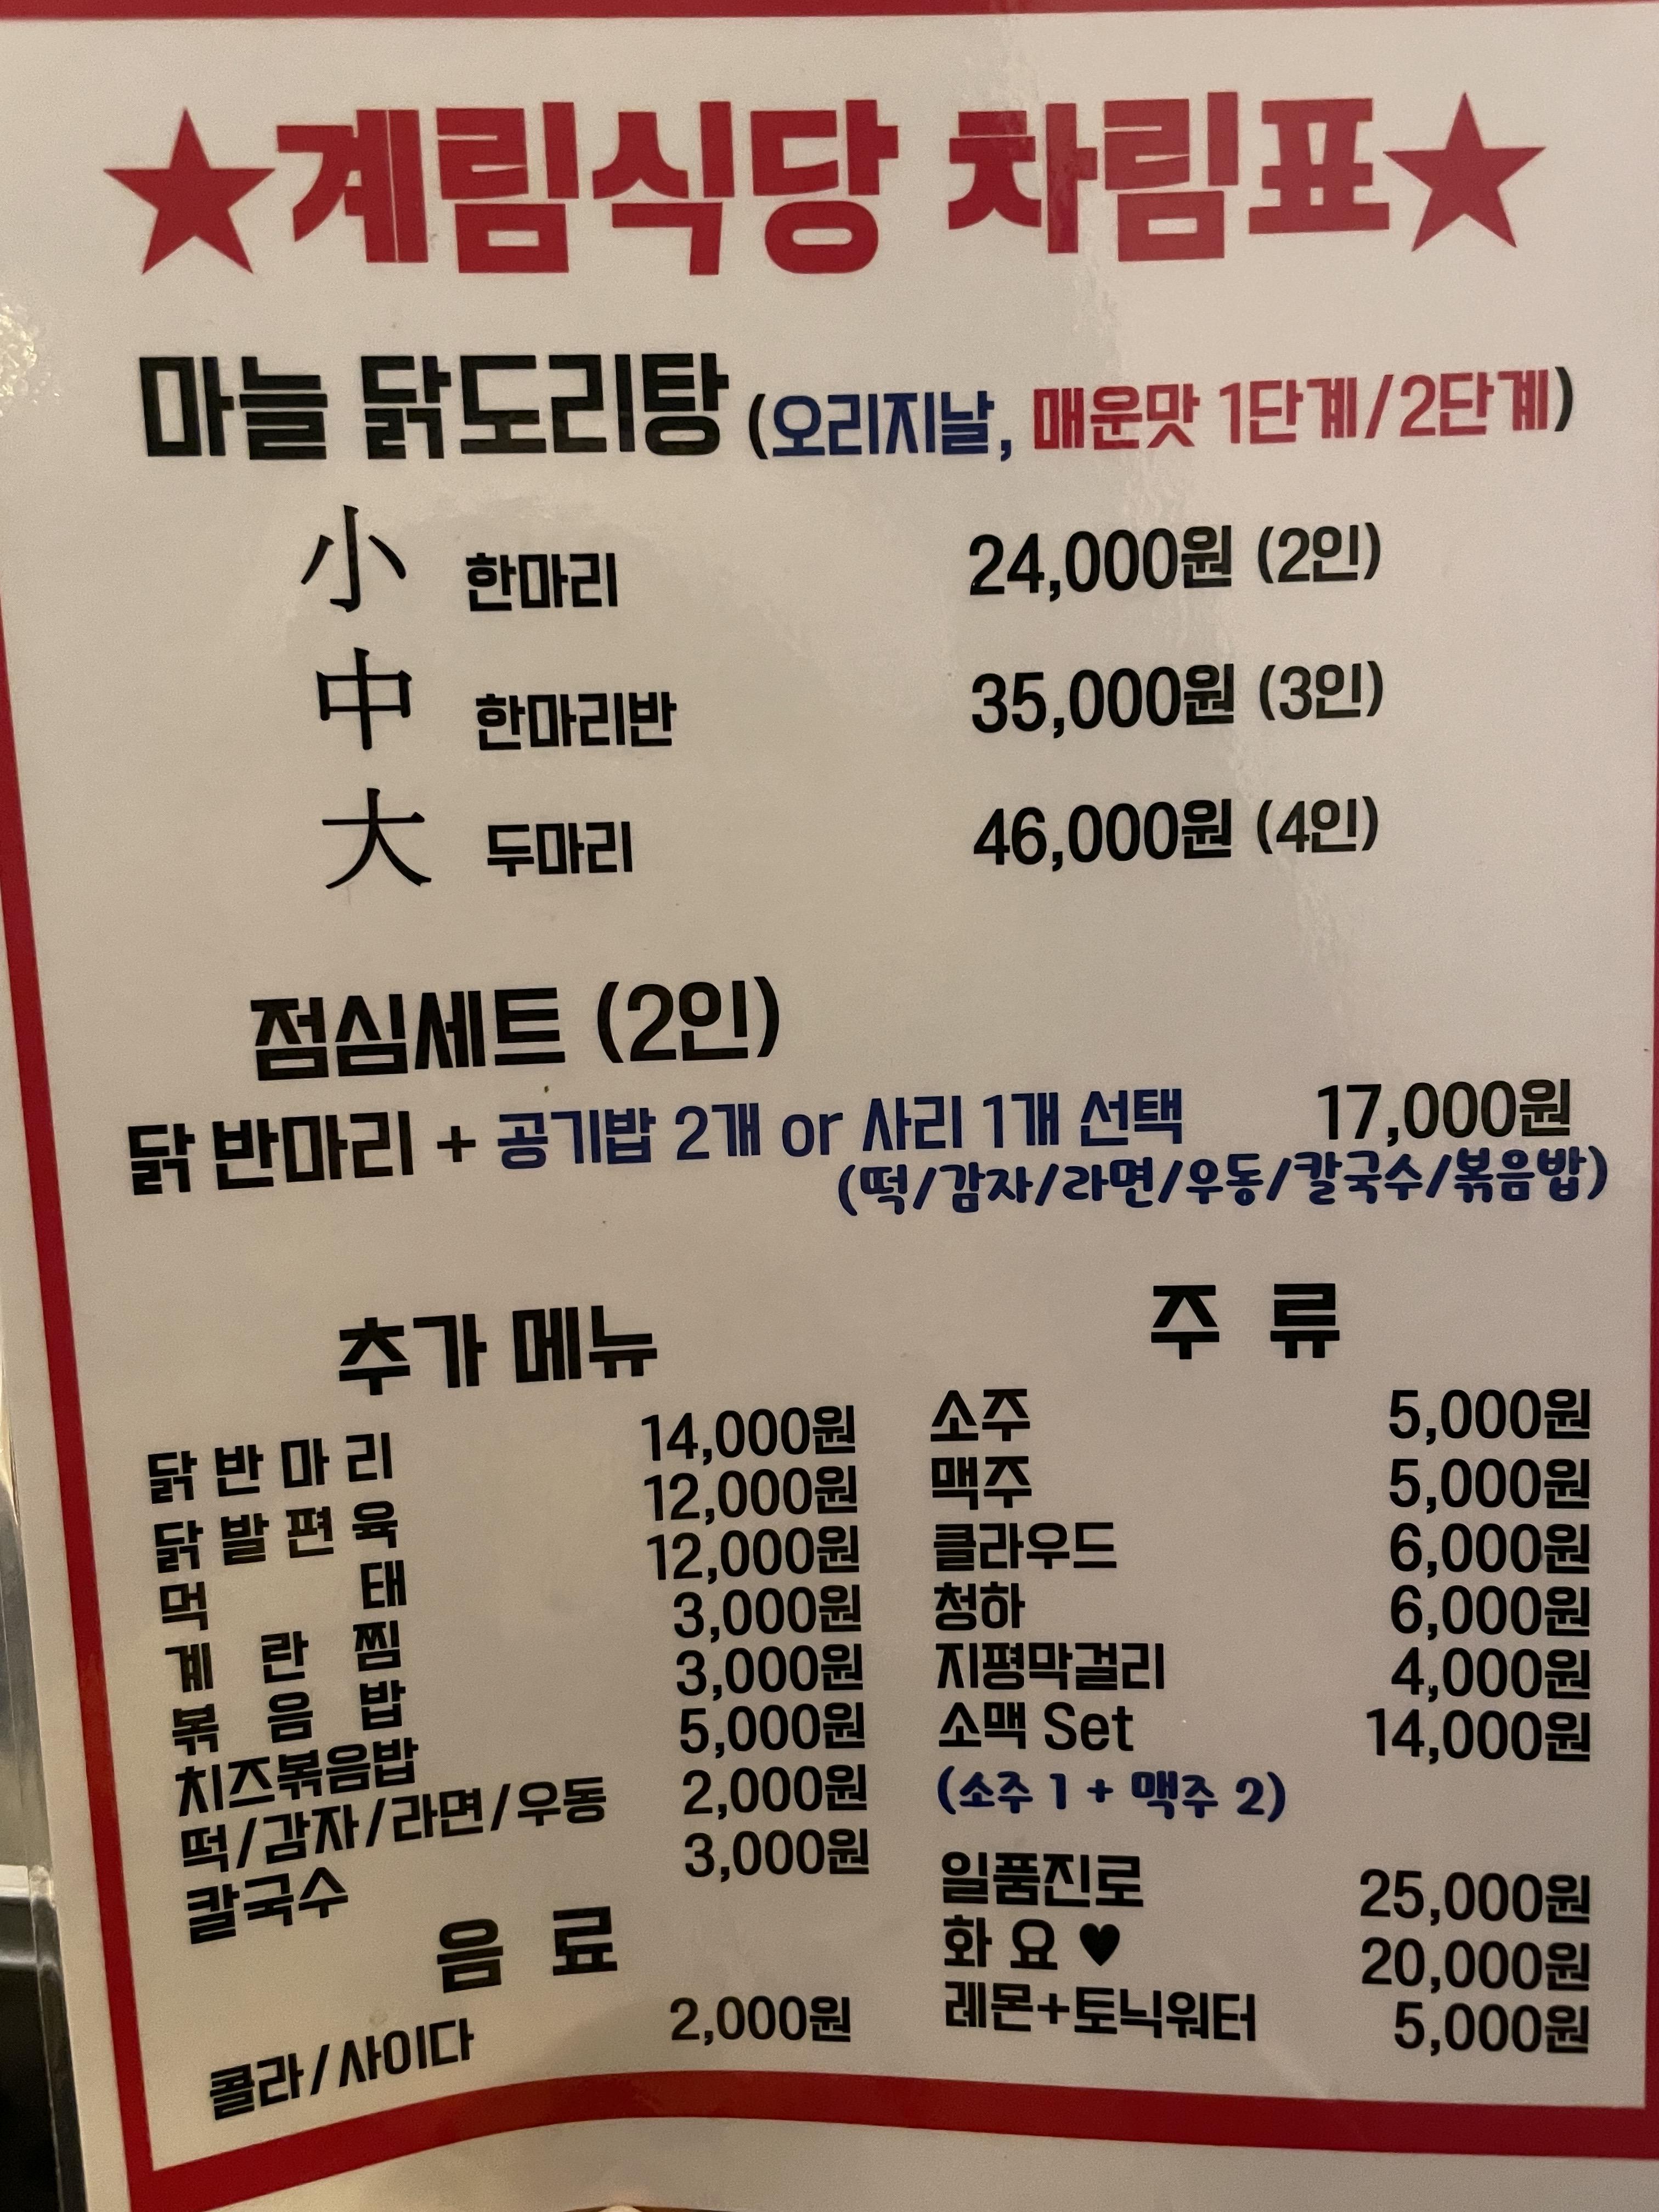 ★계림식당 차림표★
마늘 닭도리탕 (오리지날, 매운맛 1단계/2단계)
小 한마리 24,000원 (2인)
中 한마리반 35,000원 (3인)
大 두마리 46,000원 (4인)
점심세트 (2인)
닭 반마리 + 공기밥 2개 or 사리 1개 선택 17,000원
(떡/감자/라면/우동/칼국수/볶음밥)
추가 메뉴
닭 반 마 리 14,000원
닭 발 편 육 12,000원
먹 태 12,000원
계 란 찜 3,000원
볶 음 밥 3,000원
치즈볶음밥 5,000원
떡/감자/라면/우동 2,000원
칼국수 3,000원
음 료
콜라/사이다 2,000원
주 류
소주 5,000원
맥주 5,000원
클라우드 6,000원
청하 6,000원
지평막걸리 4,000원
소맥 Set 14,000원
(소주 1 + 맥주 2)
일품진로 25,000원
화 요 ♥ 20,000원
레몬+토닉워터 5,000원